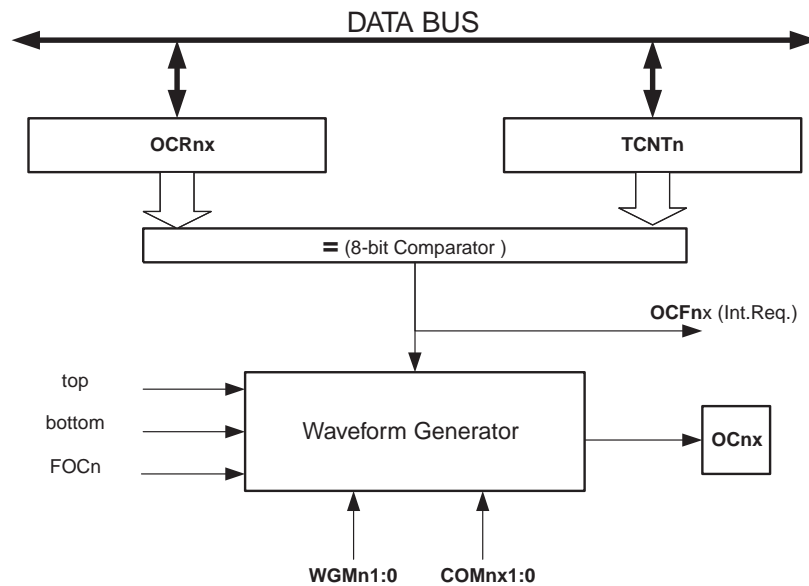 DATA BUS
OCRnx
TCNTn
= (8-bit Comparator )
OCFnx (Int.Req.)
top
bottom
FOCn
Waveform Generator
OCnx
WGMn1:0
COMnx1:0